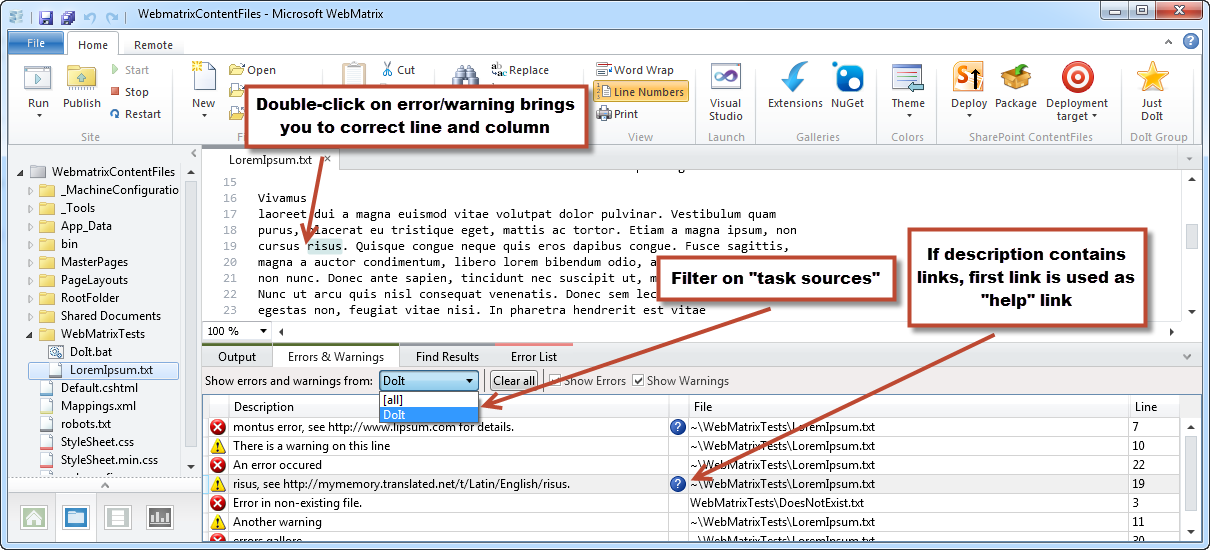 WebmatrixContentFiles - Microsoft WebMatrix
File Home Remote
Run
Publish
Start
Stop
Restart
Site
New
Open
Cut
Replace
Word Wrap
Line Numbers
Print
View
Visual Studio
Launch
Extensions
NuGet
Galleries
Theme
Colors
Deploy
Package
Deployment target
SharePoint ContentFiles
Just DoIt
DoIt Group
Double-click on error/warning brings
you to correct line and column
WebmatrixContentFiles
_MachineConfiguratio
_Tools
App_Data
bin
MasterPages
PageLayouts
RootFolder
Shared Documents
WebMatrixTests
DoIt.bat
LoremIpsum.txt
Default.cshtml
Mappings.xml
robots.txt
StyleSheet.css
StyleSheet.min.css
LoremIpsum.txt
15
16 Vivamus
17 laoreet dui a magna euismod vitae volutpat dolor pulvinar. Vestibulum quam
18 purus, placerat eu tristique eget, mattis ac tortor. Etiam a magna ipsum, non
19 cursus risus. Quisque congue neque quis eros dapibus congue. Fusce sagittis,
20 magna a auctor condimentum, libero lorem bibendum odio, a
21 non nunc. Donec ante sapien, tincidunt nec suscipit ut, m
22 Nunc ut arcu quis nisl consequat venenatis. Donec sem lec
23 egestas non, feugiat vitae nisi. In pharetra hendrerit est vitae
100 %
Filter on "task sources"
If description contains
links, first link is used as
"help" link
Output Errors & Warnings Find Results Error List
Show errors and warnings from: DoIt Clear all Show Errors Show Warnings
[all]
DoIt
Description File Line
montus error, see http://www.lipsum.com for details. ~\WebMatrixTests\LoremIpsum.txt 7
There is a warning on this line ~\WebMatrixTests\LoremIpsum.txt 10
An error occured ~\WebMatrixTests\LoremIpsum.txt 22
risus, see http://mymemory.translated.net/t/Latin/English/risus. ~\WebMatrixTests\LoremIpsum.txt 19
Error in non-existing file. WebMatrixTests\DoesNotExist.txt 3
Another warning ~\WebMatrixTests\LoremIpsum.txt 11
errors gallore ~\WebMatrixTests\LoremIpsum.txt 30